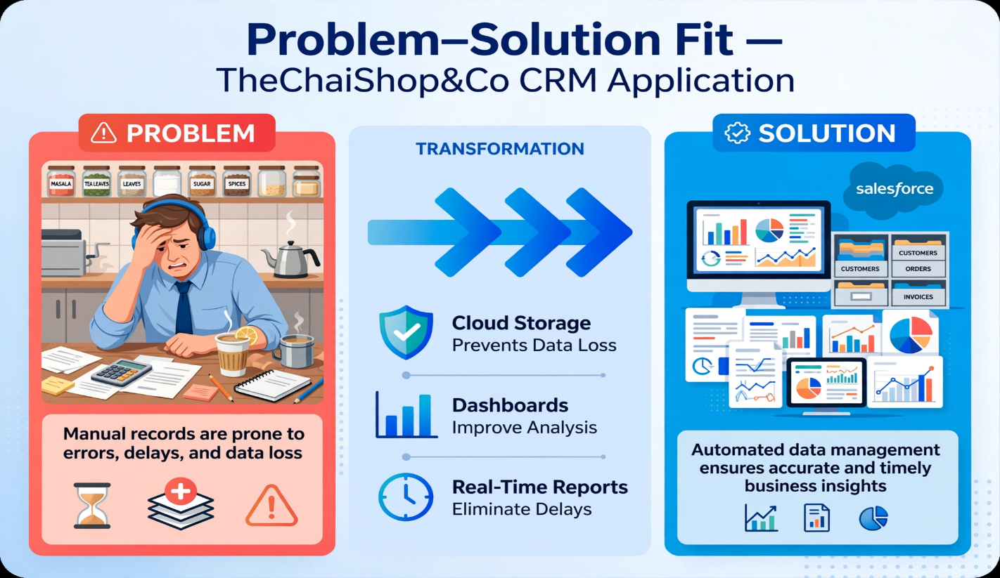 Problem–Solution Fit —
TheChaiShop&Co CRM Application
PROBLEM
MASALA
TEA LEAVES
LEAVES
SUGAR
SPICES
Manual records are prone to
errors, delays, and data loss
TRANSFORMATION
Cloud Storage
Prevents Data Loss
Dashboards
Improve Analysis
Real-Time Reports
Eliminate Delays
SOLUTION
salesforce
CUSTOMERS
CUSTOMERS
ORDERS
INVOICES
Automated data management
ensures accurate and timely
business insights